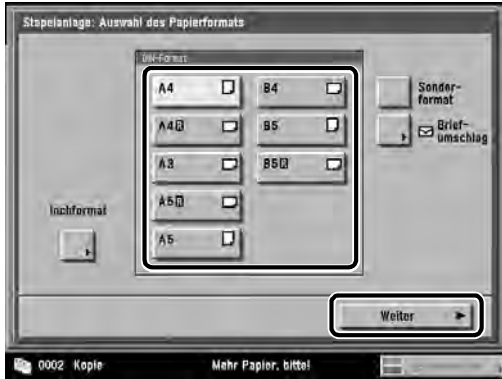 Stapelanlage: Auswahl des Papierformats
DIN-Format
A4
B4
Sonder-
format
A4R
B5
Brief-
umschlag
A3
B5R
A5R
Inchformat
A5
Weiter
0002 Kopie
Mehr Papier, bitte!